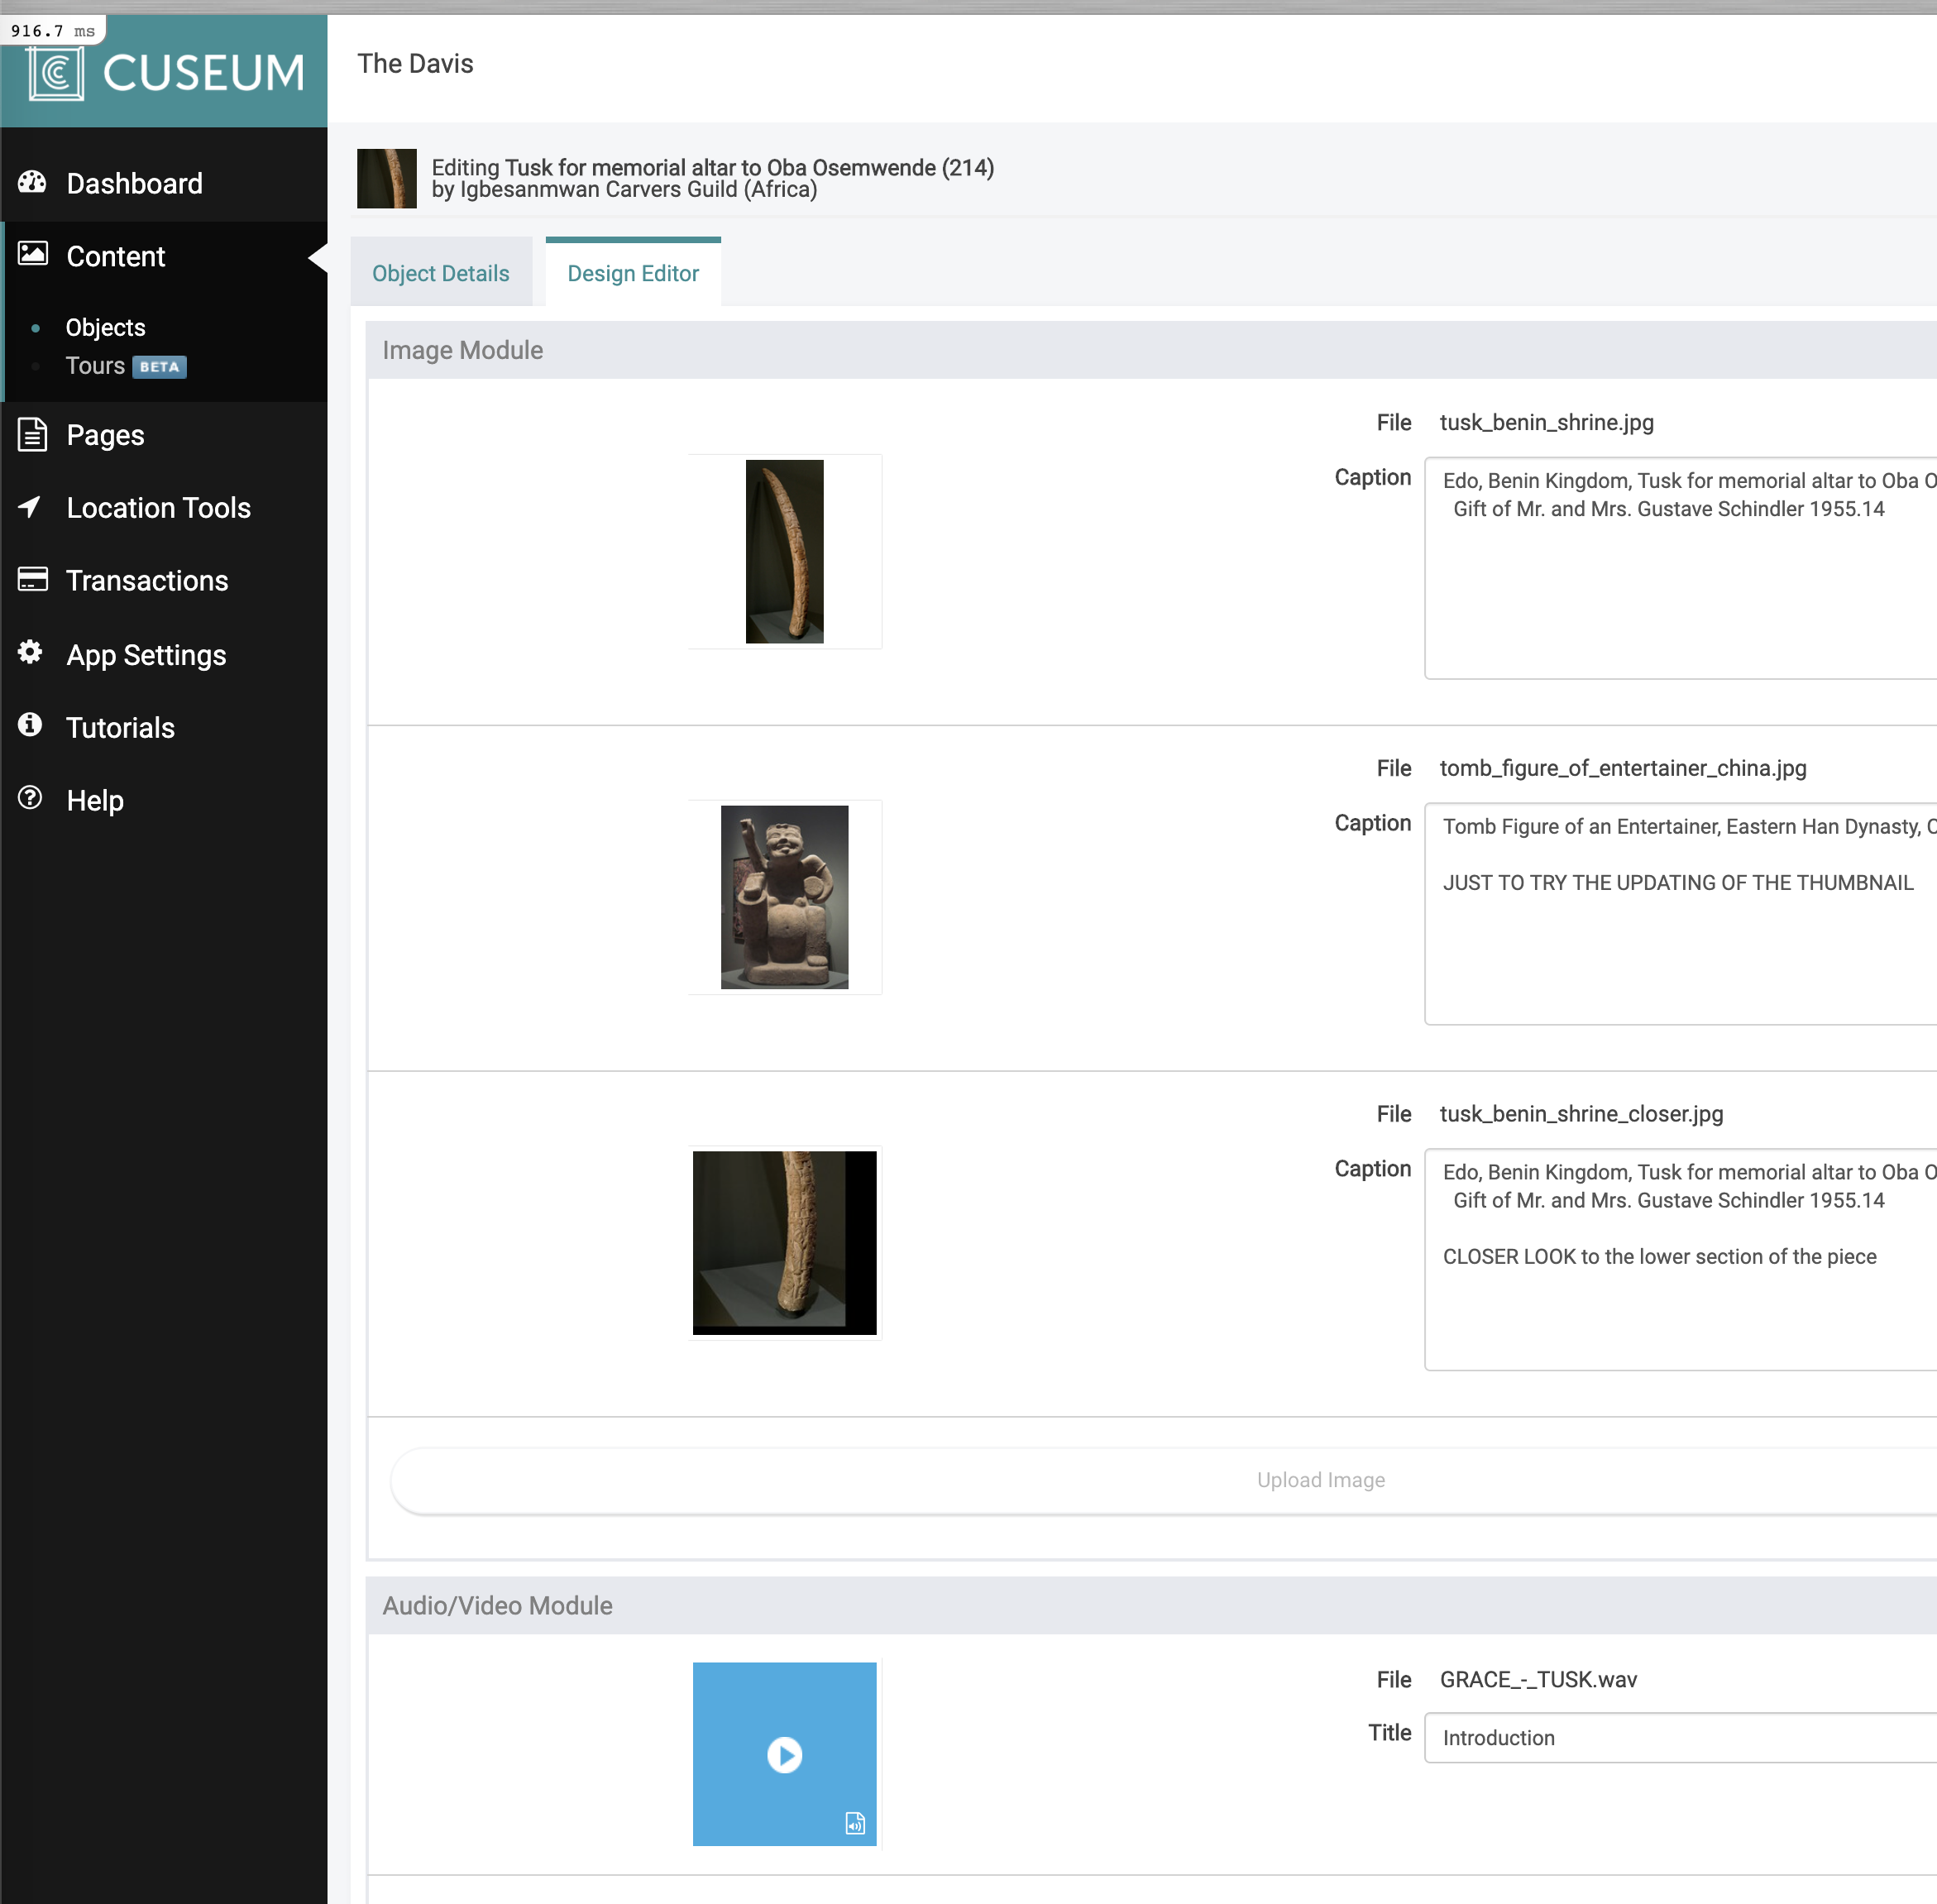 916.7 ms
CUSEUM
The Davis
Editing Tusk for memorial altar to Oba Osemwende (214)
by Igbesanmwan Carvers Guild (Africa)
Dashboard
Content
Objects
Tours BETA
Pages
Location Tools
Transactions
App Settings
Tutorials
Help
Object Details
Design Editor
Image Module
File tusk_benin_shrine.jpg
Caption Edo, Benin Kingdom, Tusk for memorial altar to Oba O
Gift of Mr. and Mrs. Gustave Schindler 1955.14
File tomb_figure_of_entertainer_china.jpg
Caption Tomb Figure of an Entertainer, Eastern Han Dynasty, C
JUST TO TRY THE UPDATING OF THE THUMBNAIL
File tusk_benin_shrine_closer.jpg
Caption Edo, Benin Kingdom, Tusk for memorial altar to Oba O
Gift of Mr. and Mrs. Gustave Schindler 1955.14
CLOSER LOOK to the lower section of the piece
Upload Image
Audio/Video Module
File GRACE_-_TUSK.wav
Title Introduction